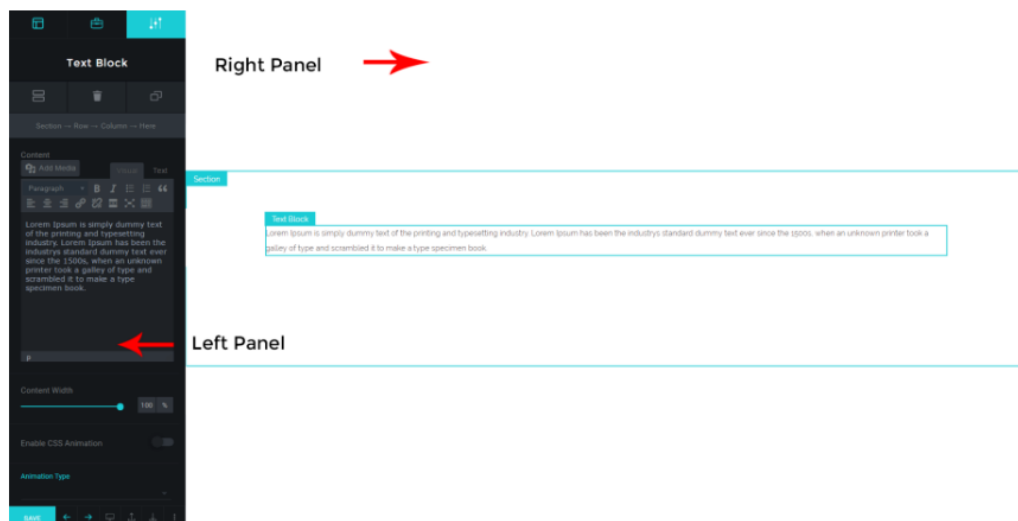 Text Block
Section → Row → Column → Here
Content
Add Media
Visual Text
Paragraph
B I
Lorem Ipsum is simply dummy text
of the printing and typesetting
industry. Lorem Ipsum has been the
industrys standard dummy text ever
since the 1500s, when an unknown
printer took a galley of type and
scrambled it to make a type
specimen book.
P
Content Width
100 %
Enable CSS Animation
Animation Type
SAVE
Right Panel
Section
Text Block
Lorem Ipsum is simply dummy text of the printing and typesetting industry. Lorem Ipsum has been the industrys standard dummy text ever since the 1500s, when an unknown printer took a
galley of type and scrambled it to make a type specimen book.
Left Panel